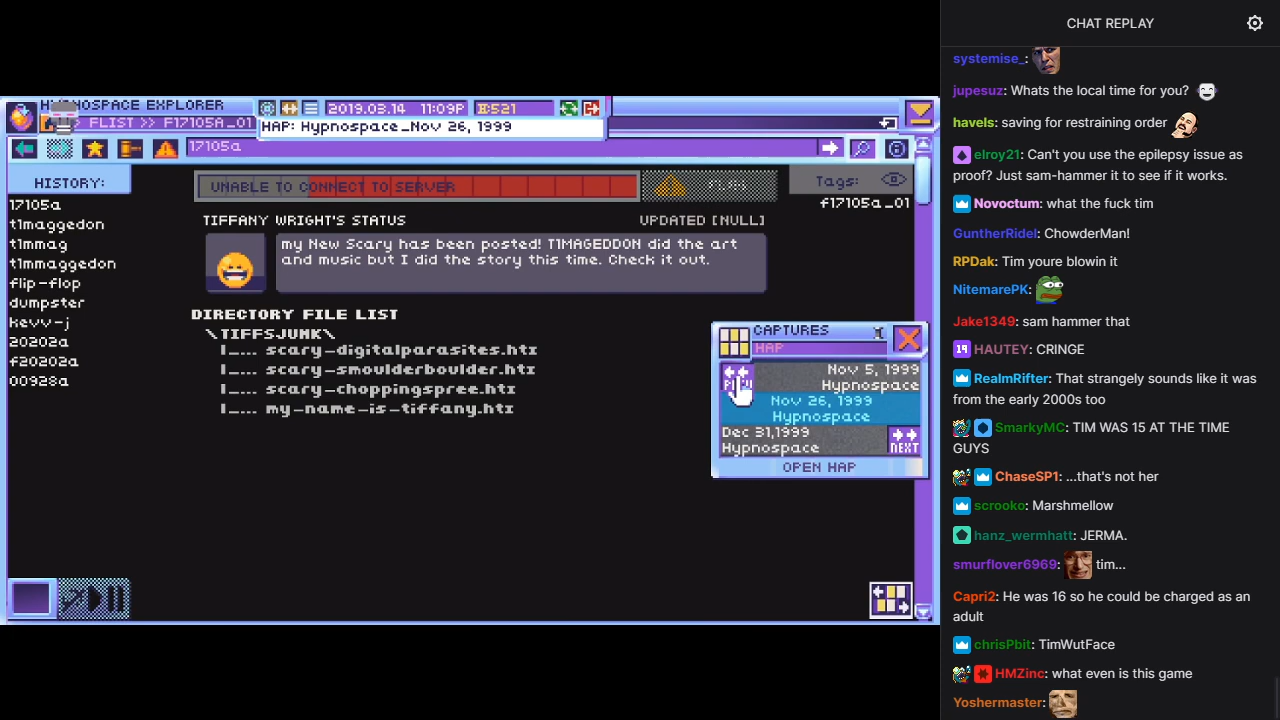 HYPNOSPACE EXPLORER
FLIST >> F17105A_01
2019.03.14 11:09P
521
HAP: Hypnospace_Nov 26, 1999
17105a
HISTORY:
17105a
t1maggedon
t1mmag
t1mmaggedon
flip-flop
dumpster
kevv-j
20202a
f20202a
00928a
UNABLE TO CONNECT TO SERVER
Tags:
f17105a_01
TIFFANY WRIGHT'S STATUS
UPDATED [NULL]
my New Scary has been posted! T1MAGEDDON did the art
and music but I did the story this time. Check it out.
DIRECTORY FILE LIST
\TIFFSJUNK\
|_... scary-digitalparasites.htx
|_... scary-smoulderboulder.htx
|_... scary-choppingspree.htx
|_... my-name-is-tiffany.htx
CAPTURES
HAP
Nov 5, 1999
Hypnospace
Nov 26, 1999
Hypnospace
Dec 31,1999
Hypnospace
NEXT
OPEN HAP
CHAT REPLAY
systemise_:
jupesuz: Whats the local time for you?
havels: saving for restraining order
elroy21: Can't you use the epilepsy issue as
proof? Just sam-hammer it to see if it works.
Novoctum: what the fuck tim
GuntherRidel: ChowderMan!
RPDak: Tim youre blowin it
NitemarePK:
Jake1349: sam hammer that
HAUTEY: CRINGE
RealmRifter: That strangely sounds like it was
from the early 2000s too
SmarkyMC: TIM WAS 15 AT THE TIME
GUYS
ChaseSP1: ...that's not her
scrooko: Marshmellow
hanz_wermhatt: JERMA.
smurflover6969: tim...
Capri2: He was 16 so he could be charged as an
adult
chrisPbit: TimWutFace
HMZinc: what even is this game
Yoshermaster: